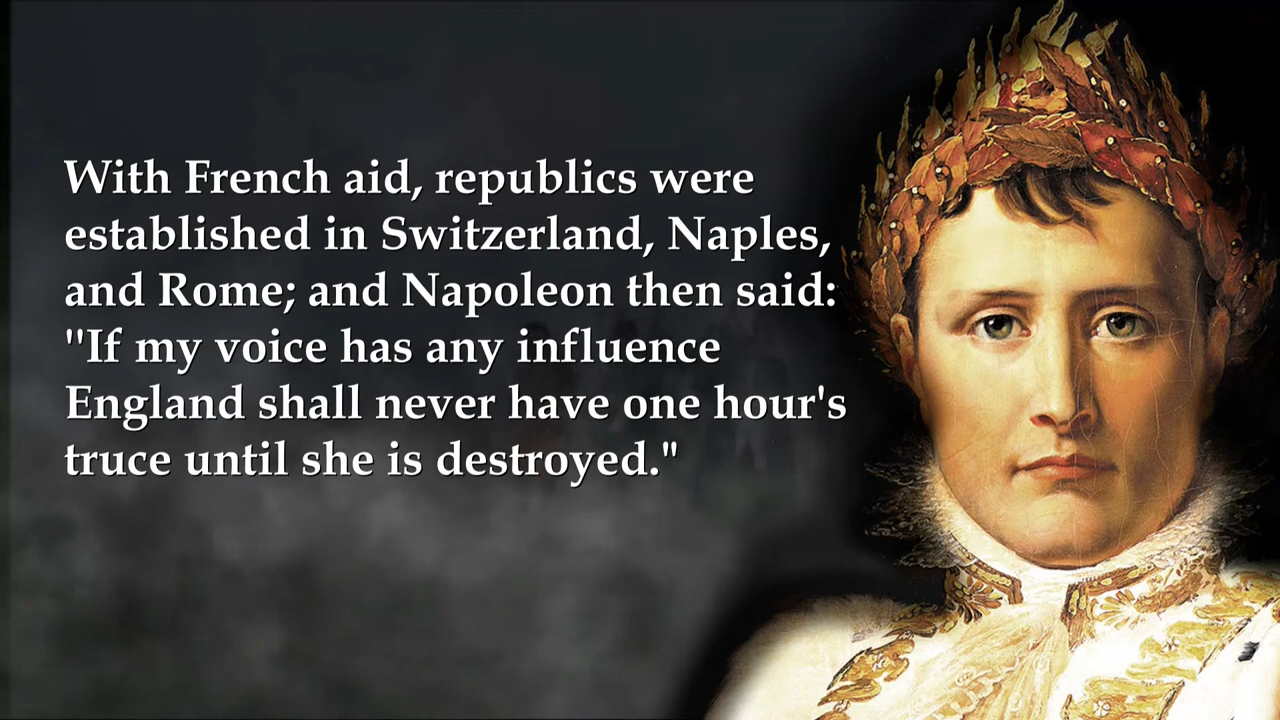 With French aid, republics were
established in Switzerland, Naples,
and Rome; and Napoleon then said:
"If my voice has any influence
England shall never have one hour's
truce until she is destroyed."